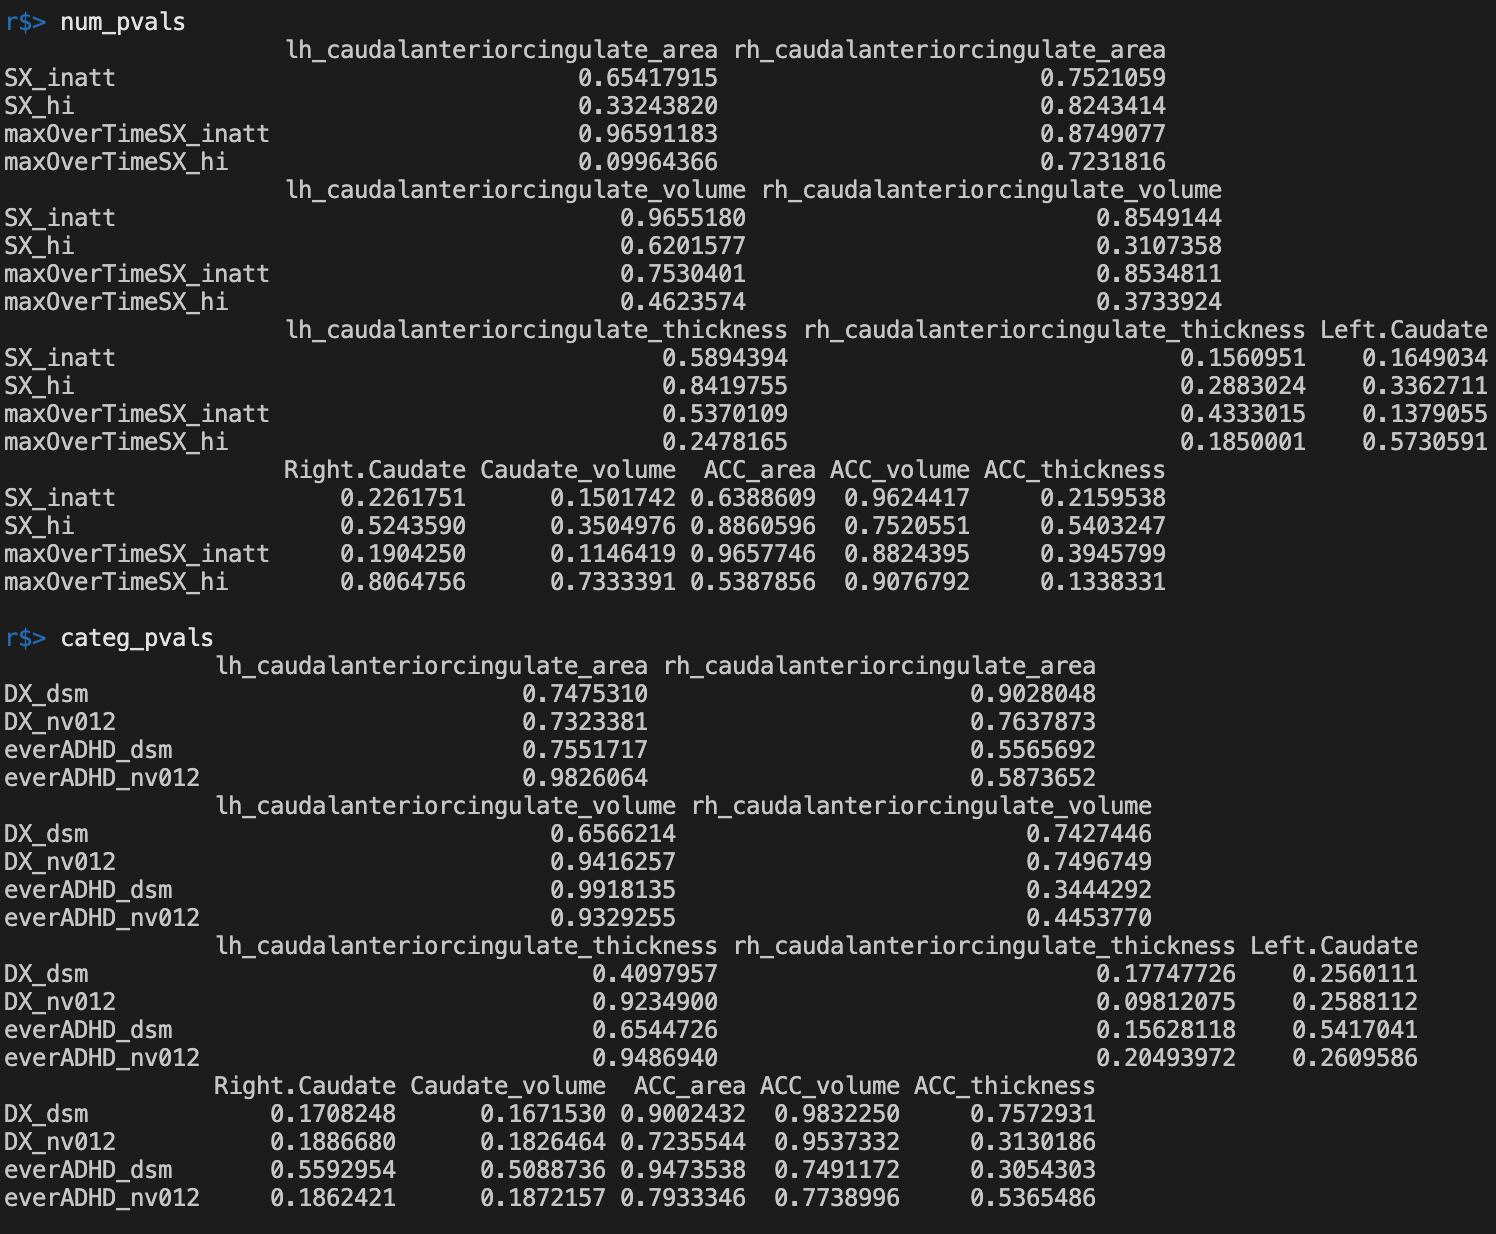 r$> num_pvals
lh_caudalanteriorcingulate_area rh_caudalanteriorcingulate_area
SX_inatt 0.65417915 0.7521059
SX_hi 0.33243820 0.8243414
maxOverTimeSX_inatt 0.96591183 0.8749077
maxOverTimeSX_hi 0.09964366 0.7231816
lh_caudalanteriorcingulate_volume rh_caudalanteriorcingulate_volume
SX_inatt 0.9655180 0.8549144
SX_hi 0.6201577 0.3107358
maxOverTimeSX_inatt 0.7530401 0.8534811
maxOverTimeSX_hi 0.4623574 0.3733924
lh_caudalanteriorcingulate_thickness rh_caudalanteriorcingulate_thickness Left.Caudate
SX_inatt 0.5894394 0.1560951 0.1649034
SX_hi 0.8419755 0.2883024 0.3362711
maxOverTimeSX_inatt 0.5370109 0.4333015 0.1379055
maxOverTimeSX_hi 0.2478165 0.1850001 0.5730591
Right.Caudate Caudate_volume ACC_area ACC_volume ACC_thickness
SX_inatt 0.2261751 0.1501742 0.6388609 0.9624417 0.2159538
SX_hi 0.5243590 0.3504976 0.8860596 0.7520551 0.5403247
maxOverTimeSX_inatt 0.1904250 0.1146419 0.9657746 0.8824395 0.3945799
maxOverTimeSX_hi 0.8064756 0.7333391 0.5387856 0.9076792 0.1338331
r$> categ_pvals
lh_caudalanteriorcingulate_area rh_caudalanteriorcingulate_area
DX_dsm 0.7475310 0.9028048
DX_nv012 0.7323381 0.7637873
everADHD_dsm 0.7551717 0.5565692
everADHD_nv012 0.9826064 0.5873652
lh_caudalanteriorcingulate_volume rh_caudalanteriorcingulate_volume
DX_dsm 0.6566214 0.7427446
DX_nv012 0.9416257 0.7496749
everADHD_dsm 0.9918135 0.3444292
everADHD_nv012 0.9329255 0.4453770
lh_caudalanteriorcingulate_thickness rh_caudalanteriorcingulate_thickness Left.Caudate
DX_dsm 0.4097957 0.17747726 0.2560111
DX_nv012 0.9234900 0.09812075 0.2588112
everADHD_dsm 0.6544726 0.15628118 0.5417041
everADHD_nv012 0.9486940 0.20493972 0.2609586
Right.Caudate Caudate_volume ACC_area ACC_volume ACC_thickness
DX_dsm 0.1708248 0.1671530 0.9002432 0.9832250 0.7572931
DX_nv012 0.1886680 0.1826464 0.7235544 0.9537332 0.3130186
everADHD_dsm 0.5592954 0.5088736 0.9473538 0.7491172 0.3054303
everADHD_nv012 0.1862421 0.1872157 0.7933346 0.7738996 0.5365486